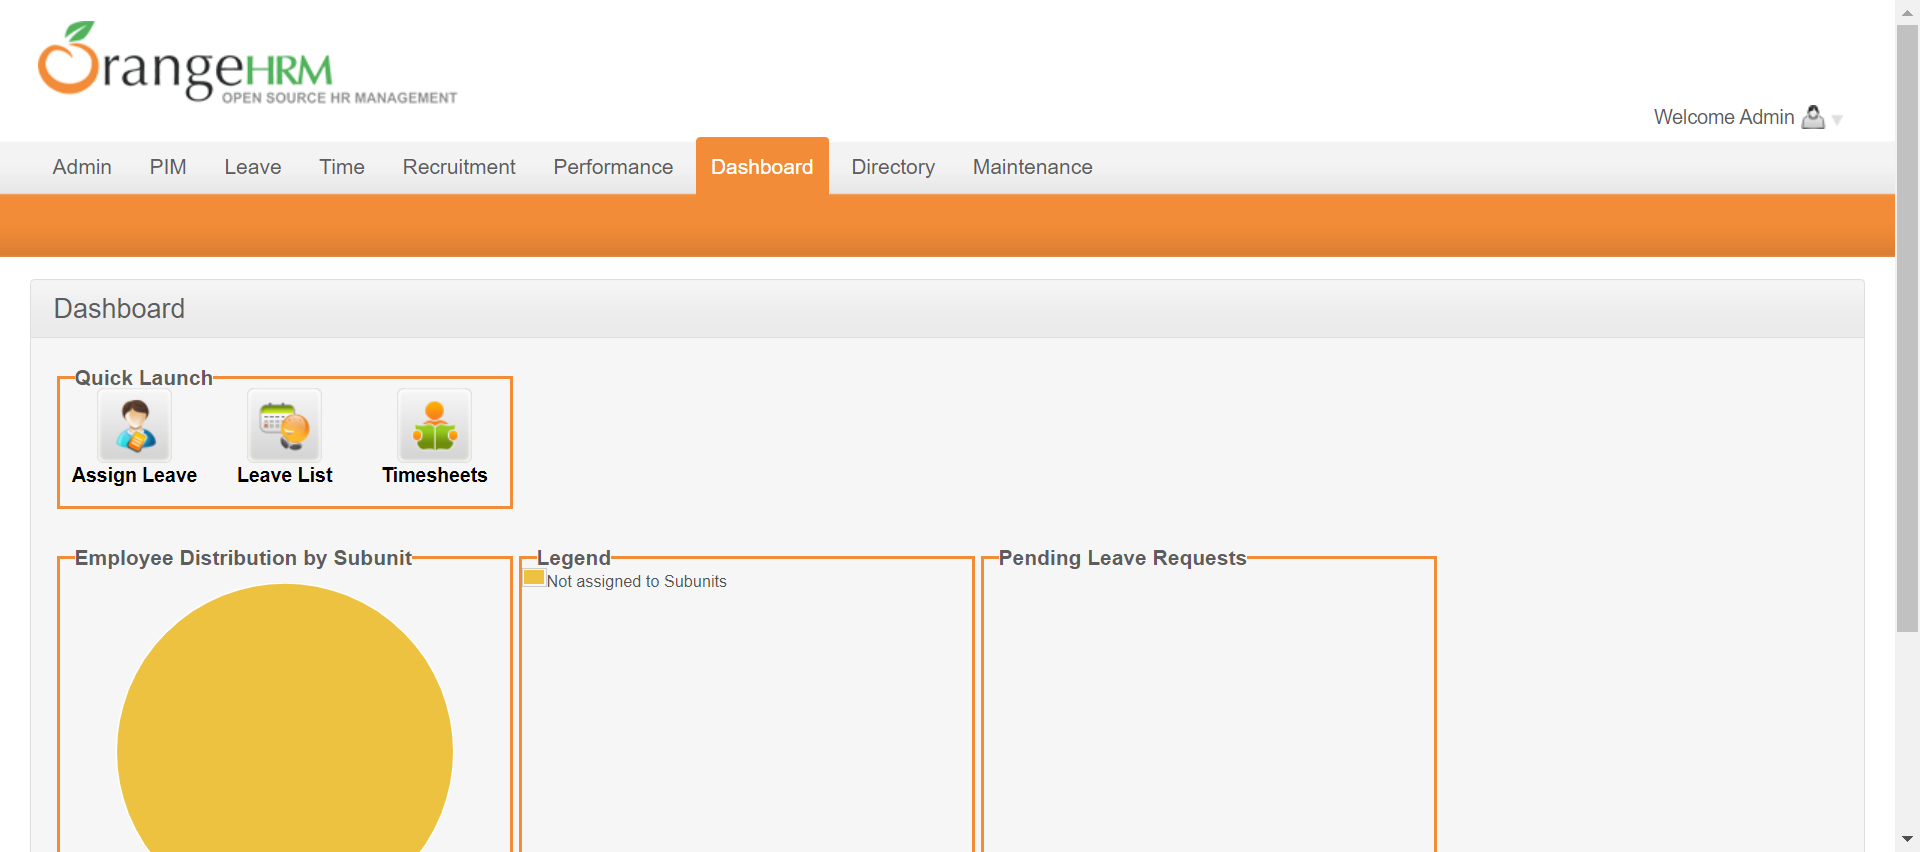 OrangeHRM
OPEN SOURCE HR MANAGEMENT
Welcome Admin
Admin PIM Leave Time Recruitment Performance Dashboard Directory Maintenance
Dashboard
Quick Launch
Assign Leave Leave List Timesheets
Employee Distribution by Subunit Legend Pending Leave Requests
Not assigned to Subunits